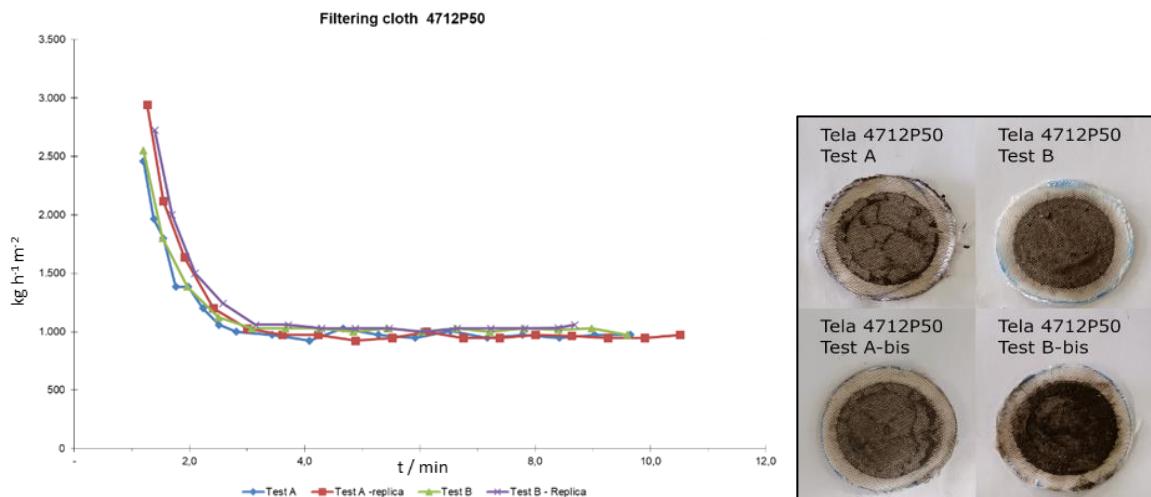 Filtering cloth 4712P50
3.500
3.000
2.500
2.000
1.500
1.000
500
0
kg h-1 m-2
- 2,0 4,0 6,0 8,0 10,0 12,0
t / min
Test A Test A -replica Test B Test B - Replica
Tela 4712P50
Test A
Tela 4712P50
Test B
Tela 4712P50
Test A-bis
Tela 4712P50
Test B-bis